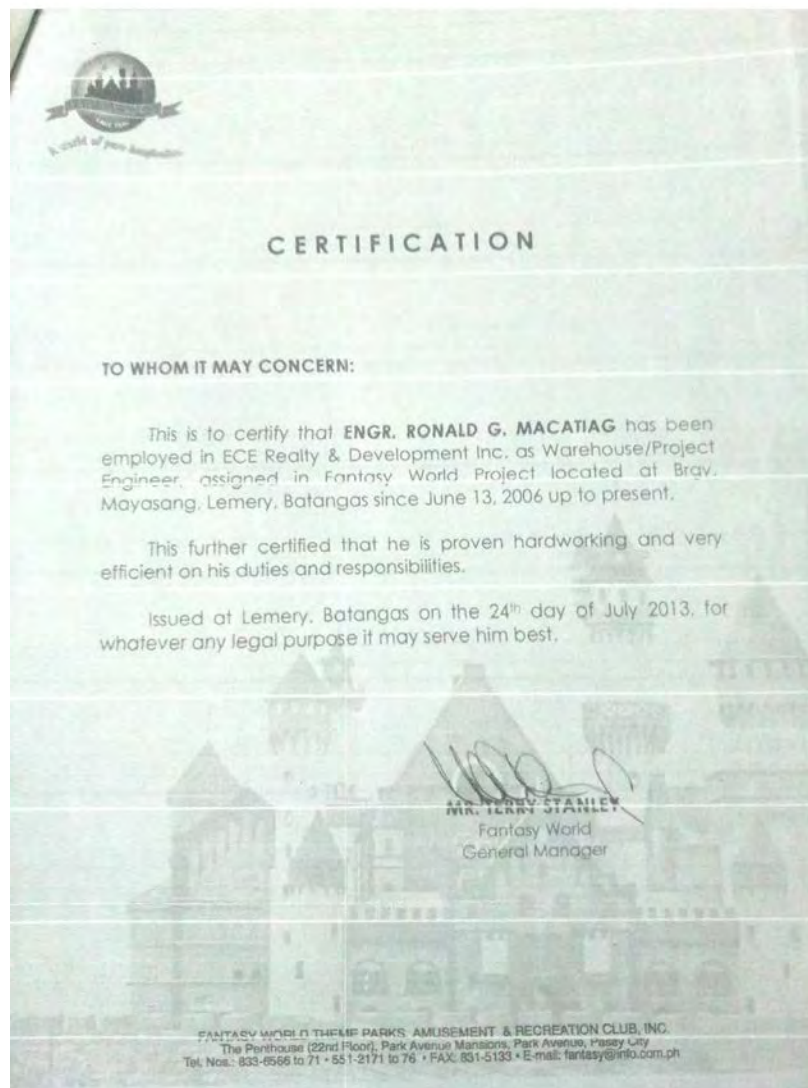 A world of pure
CERTIFICATION
TO WHOM IT MAY CONCERN:
This is to certify that ENGR. RONALD G. MACATIAG has been
employed in ECE Realty & Development Inc. as Warehouse/Project
Engineer, assigned in Fantasy World Project located at Brgy.
Mayasang, Lemery, Batangas since June 13, 2006 up to present.
This further certified that he is proven hardworking and very
efficient on his duties and responsibilities.
Issued at Lemery, Batangas on the 24th day of July 2013, for
whatever any legal purpose it may serve him best.
MR. TERRY STANLEY
Fantasy World
General Manager
FANTASY WORLD THEME PARKS, AMUSEMENT & RECREATION CLUB, INC.
The Penthouse (22nd Floor), Park Avenue Mansions, Park Avenue, Pasay City
Tel. Nos.: 833-6566 to 71 • 551-2171 to 76 • FAX: 831-5133 • E-mail: fantasy@info.com.ph